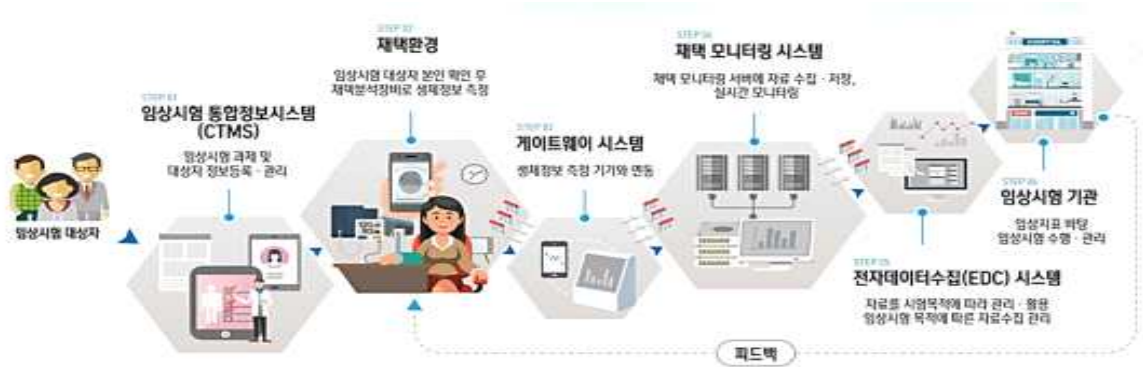 임상시험 대상자
STEP 01
임상시험 통합정보시스템
(CTMS)
임상시험 과제 및
대상자 정보등록 · 관리
STEP 02
재택환경
임상시험 대상자 본인 확인 후
재택분석장비로 생체정보 측정
STEP 03
게이트웨이 시스템
생체정보 측정 기기와 연동
STEP 04
재택 모니터링 시스템
재택 모니터링 서버에 자료 수집 · 저장,
실시간 모니터링
STEP 05
전자데이터수집(EDC) 시스템
자료를 시험목적에 따라 관리 · 활용
임상시험 목적에 따른 자료수집 관리
STEP 06
임상시험 기관
임상지표 바탕
임상시험 수행 · 관리
피드백